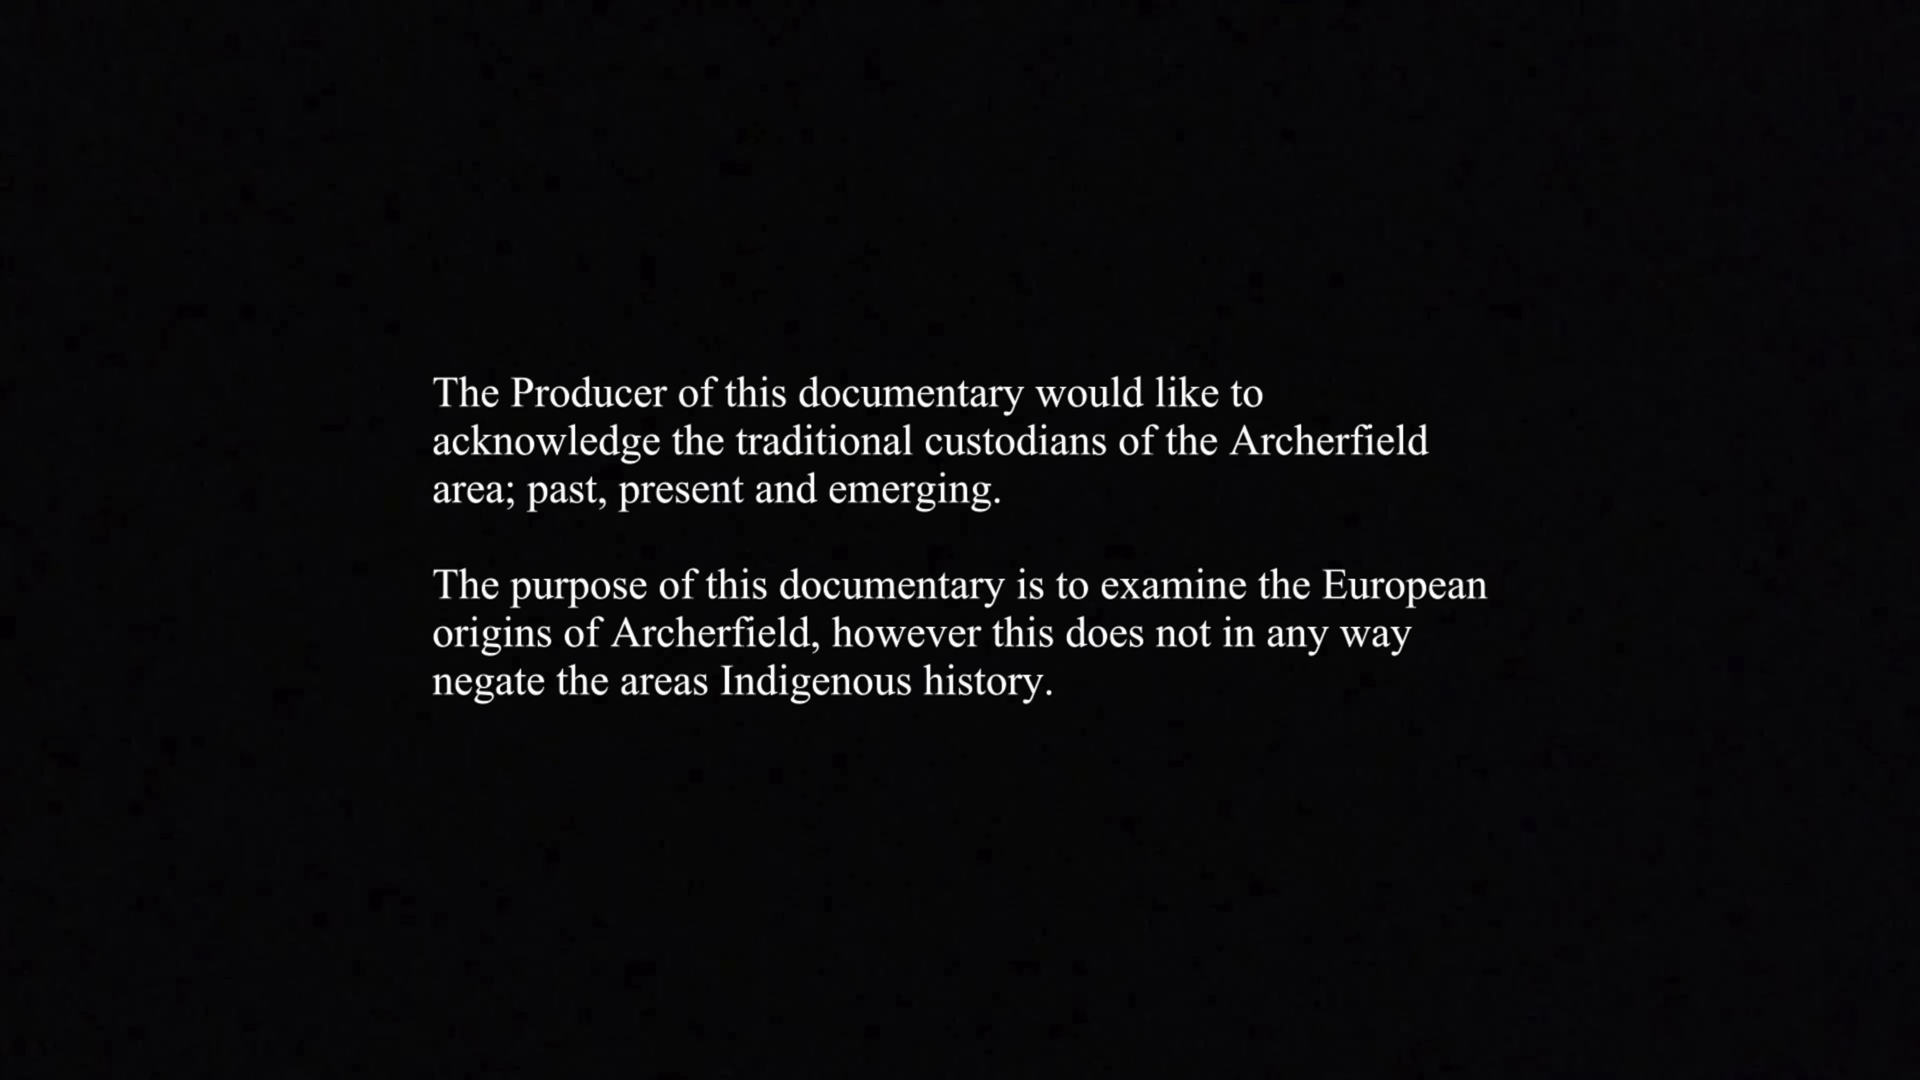 The Producer of this documentary would like to
acknowledge the traditional custodians of the Archerfield
area; past, present and emerging.
The purpose of this documentary is to examine the European
origins of Archerfield, however this does not in any way
negate the areas Indigenous history.